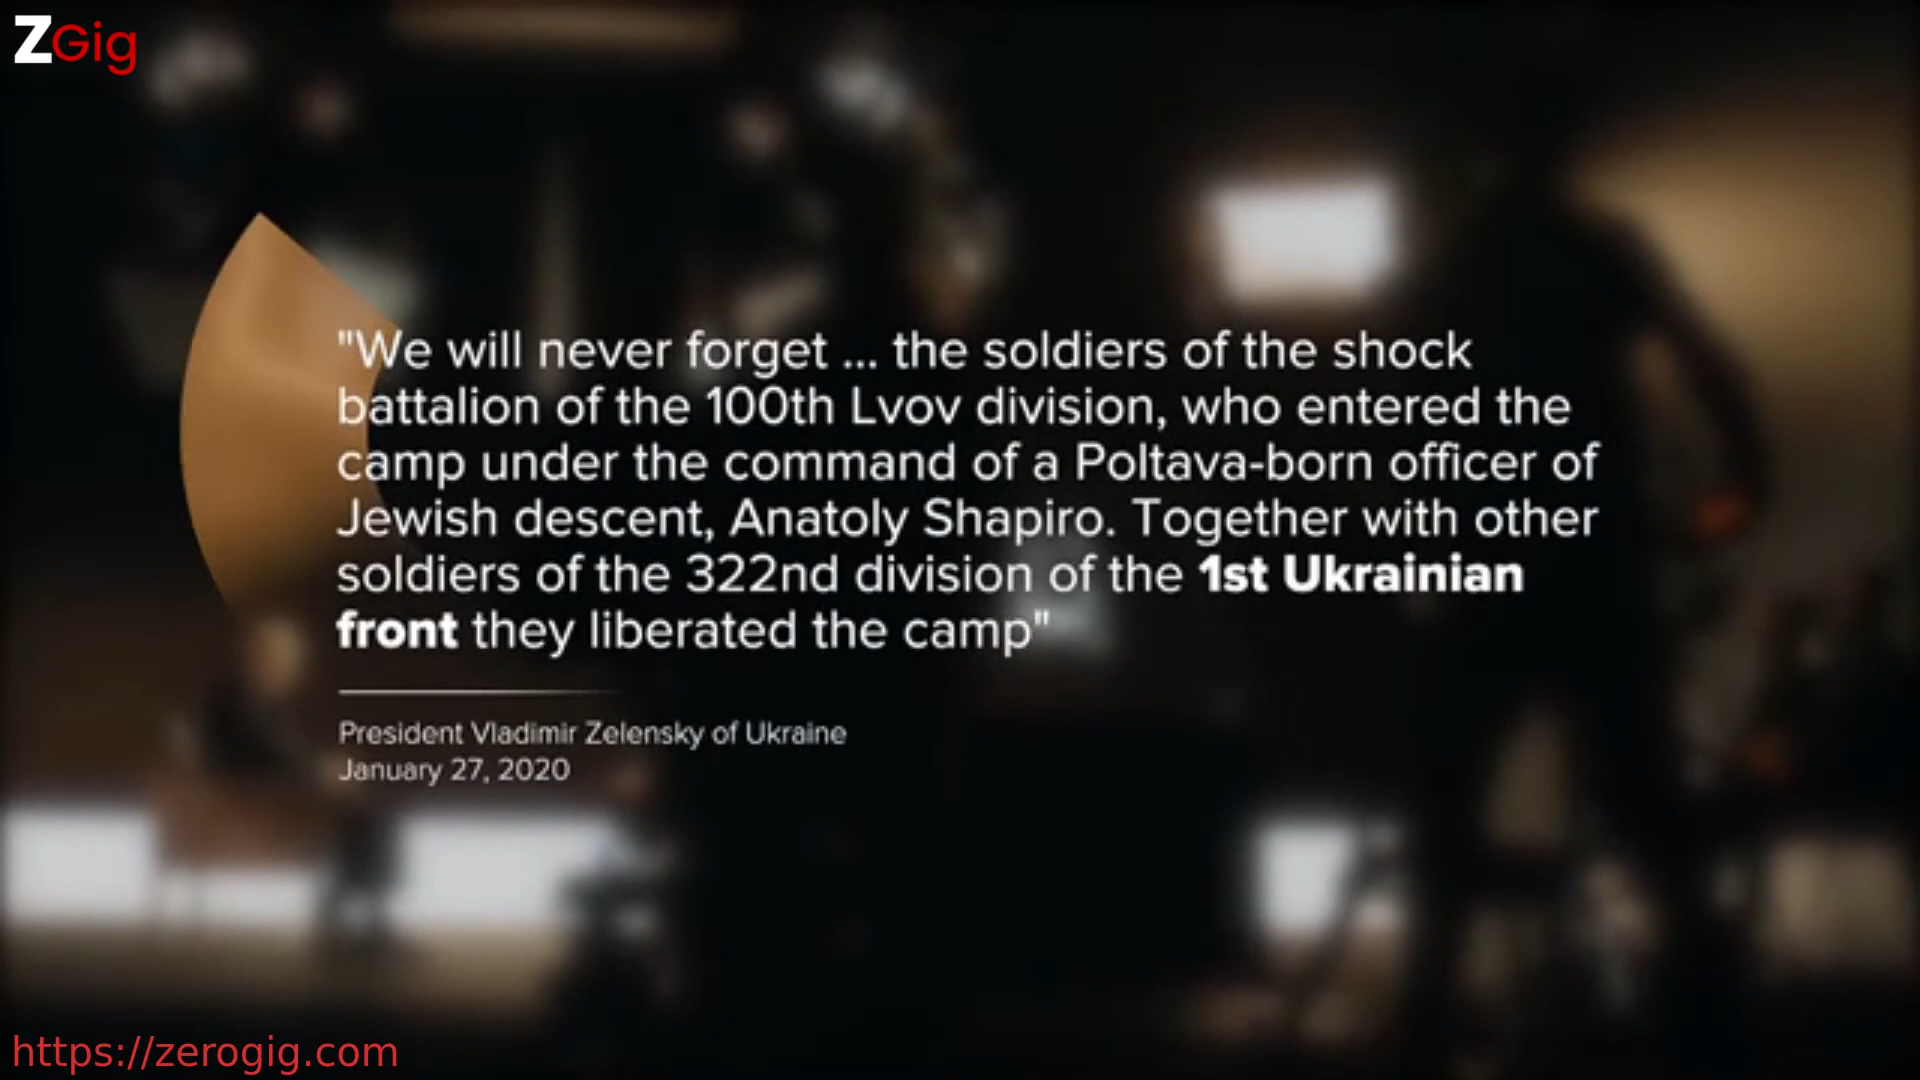 ZGig
"We will never forget ... the soldiers of the shock
battalion of the 100th Lvov division, who entered the
camp under the command of a Poltava-born officer of
Jewish descent, Anatoly Shapiro. Together with other
soldiers of the 322nd division of the 1st Ukrainian
front they liberated the camp"
President Vladimir Zelensky of Ukraine
January 27, 2020
https://zerogig.com